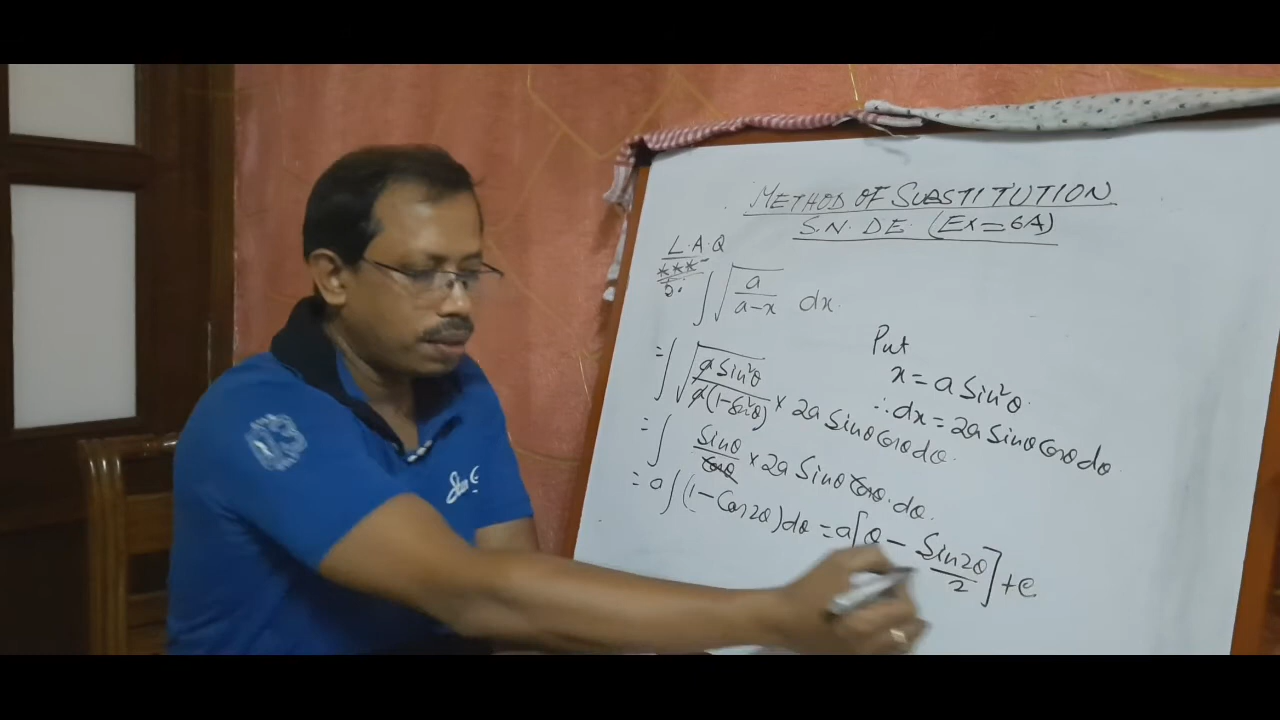 METHOD OF SUBSTITUTION
S.N. DE. (EX=6A)
L.A.Q
***
5. ∫√(a/(a-x)) dx.
Put
x = a Sin²θ.
∴ dx = 2a Sinθ Cosθ dθ
= ∫√(a Sin²θ/a(1-Sin²θ)) × 2a Sinθ Cosθ dθ.
= ∫ Sinθ/Cosθ × 2a Sinθ Cosθ. dθ.
= a∫(1-Cos2θ)dθ = a[θ - Sin2θ/2] + c